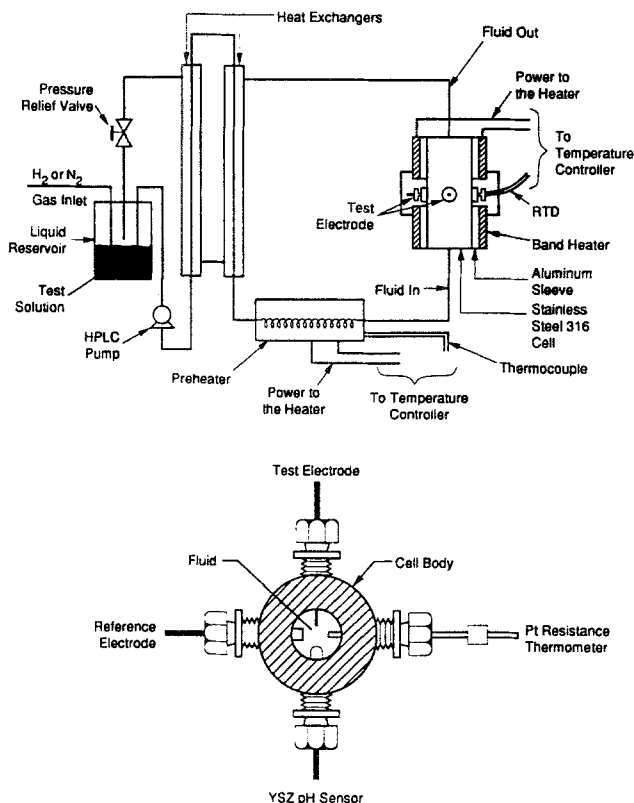 Heat Exchangers
Fluid Out
Pressure
Relief Valve
Power to
the Heater
To
Temperature
Controller
H2 or N2
Gas Inlet
Liquid
Reservoir
Test
Electrode
RTD
Band Heater
Test
Solution
Fluid In
Aluminum
Sleeve
HPLC
Pump
Stainless
Steel 316
Cell
Preheater
Thermocouple
Power to
the Heater
To Temperature
Controller
Test Electrode
Fluid
Cell Body
Reference
Electrode
Pt Resistance
Thermometer
YSZ pH Sensor